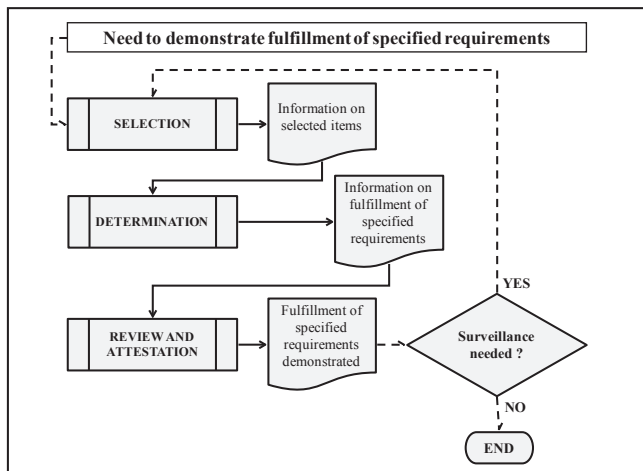 Need to demonstrate fulfillment of specified requirements
SELECTION
Information on
selected items
DETERMINATION
Information on
fulfillment of
specified
requirements
YES
REVIEW AND
ATTESTATION
Fulfillment of
specified
requirements
demonstrated
Surveillance
needed ?
NO
END